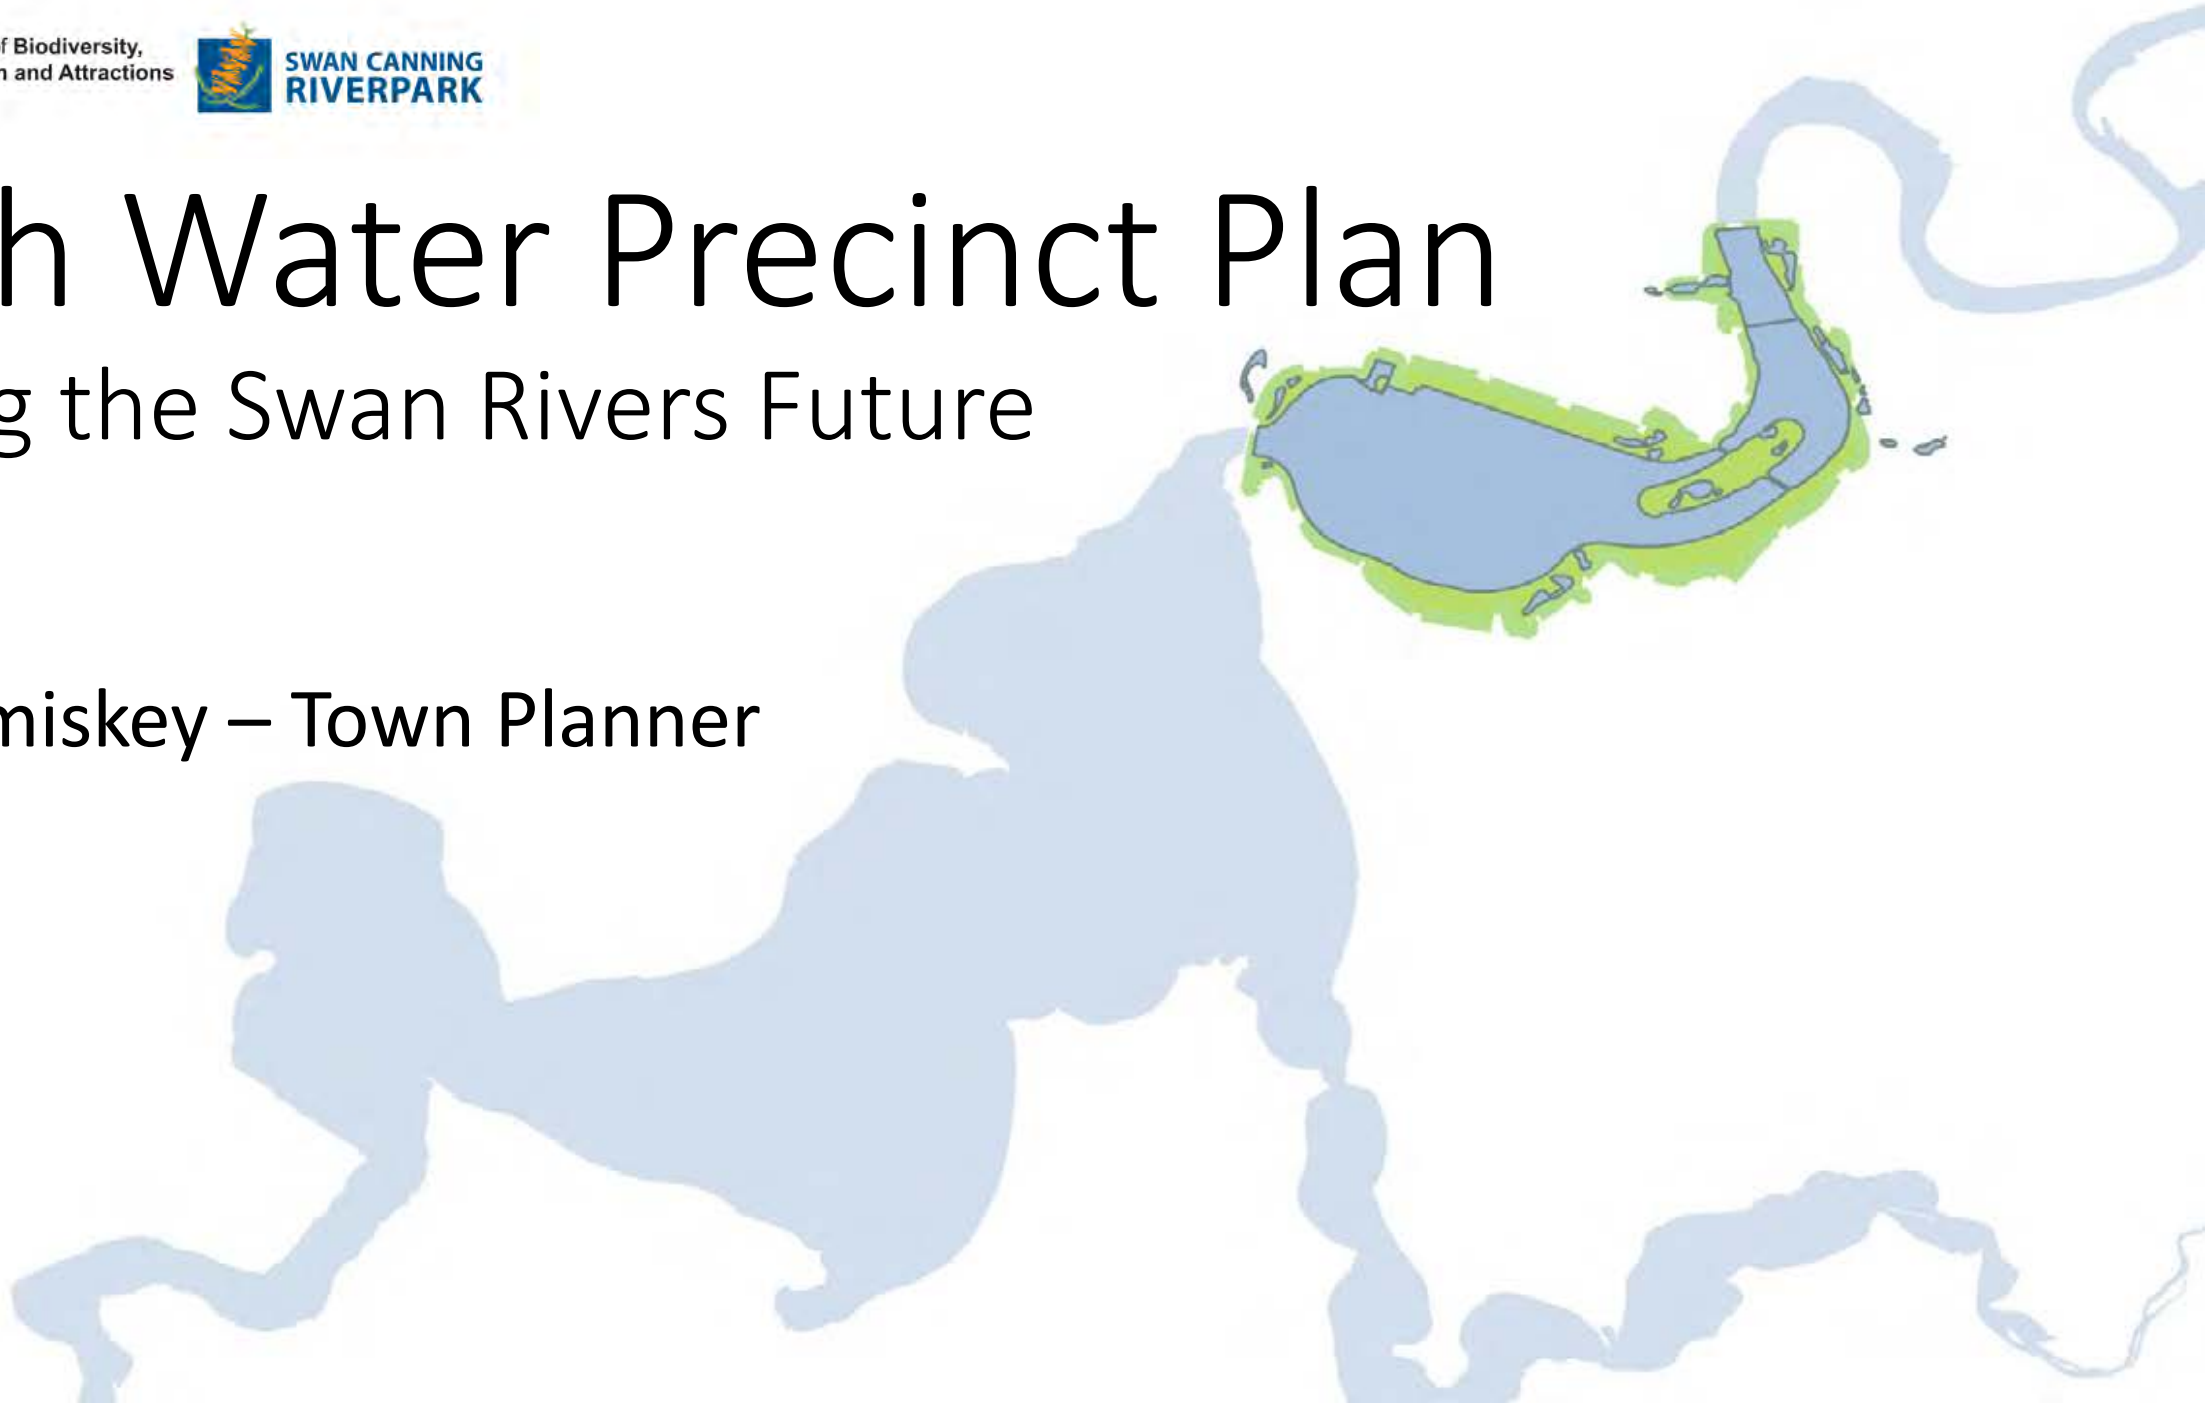 f Biodiversity,
n and Attractions
SWAN CANNING
RIVERPARK
h Water Precinct Plan
g the Swan Rivers Future
miskey – Town Planner